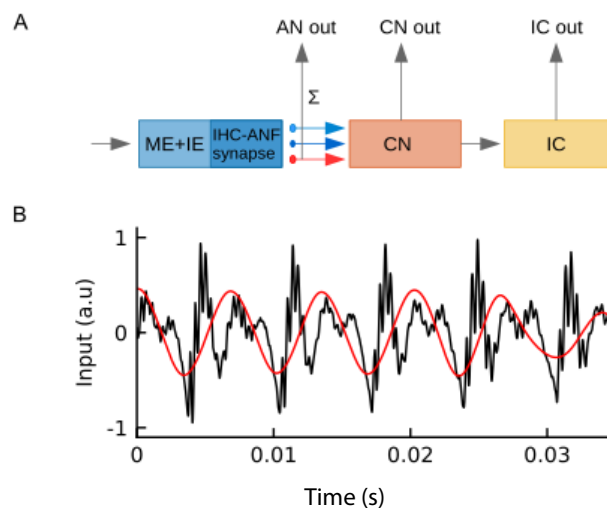 A
AN out CN out IC out
Σ
ME+IE IHC-ANF synapse CN IC
B
Input (a.u)
1
0
-1
0 0.01 0.02 0.03
Time (s)